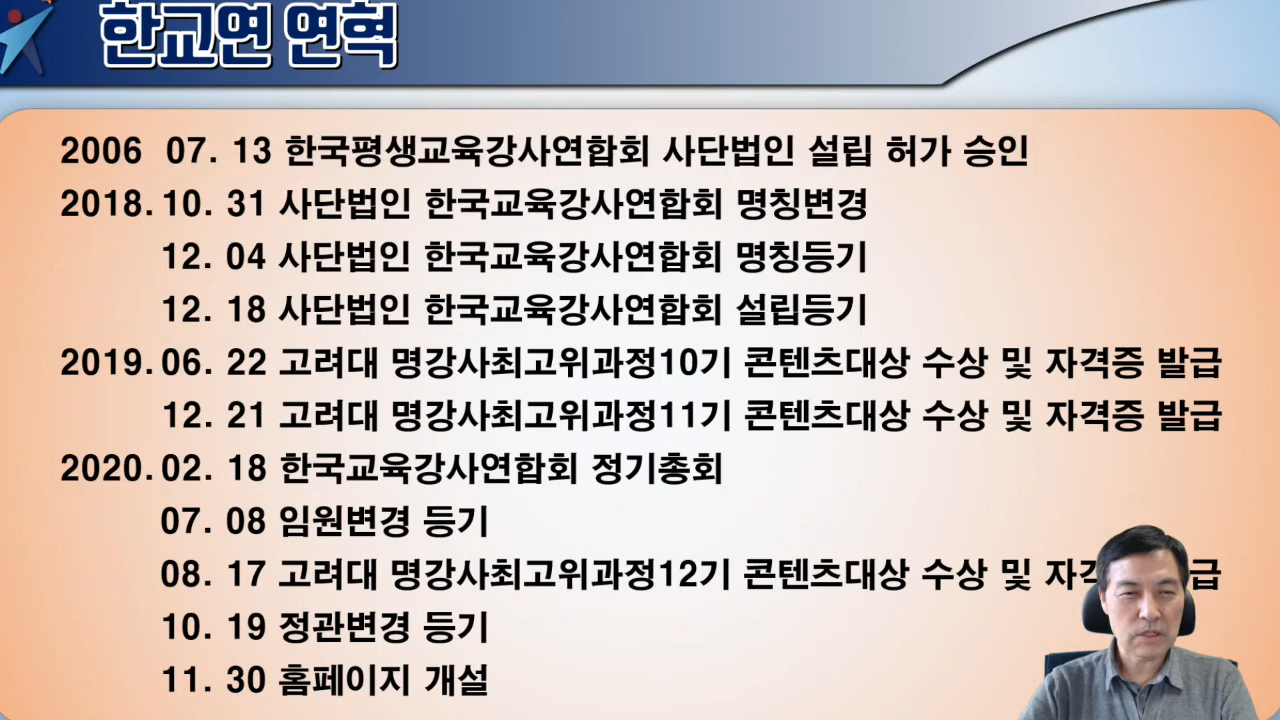 한교연 연혁
2006 07. 13 한국평생교육강사연합회 사단법인 설립 허가 승인
2018. 10. 31 사단법인 한국교육강사연합회 명칭변경
12. 04 사단법인 한국교육강사연합회 명칭등기
12. 18 사단법인 한국교육강사연합회 설립등기
2019. 06. 22 고려대 명강사최고위과정10기 콘텐츠대상 수상 및 자격증 발급
12. 21 고려대 명강사최고위과정11기 콘텐츠대상 수상 및 자격증 발급
2020. 02. 18 한국교육강사연합회 정기총회
07. 08 임원변경 등기
08. 17 고려대 명강사최고위과정12기 콘텐츠대상 수상 및
10. 19 정관변경 등기
11. 30 홈페이지 개설